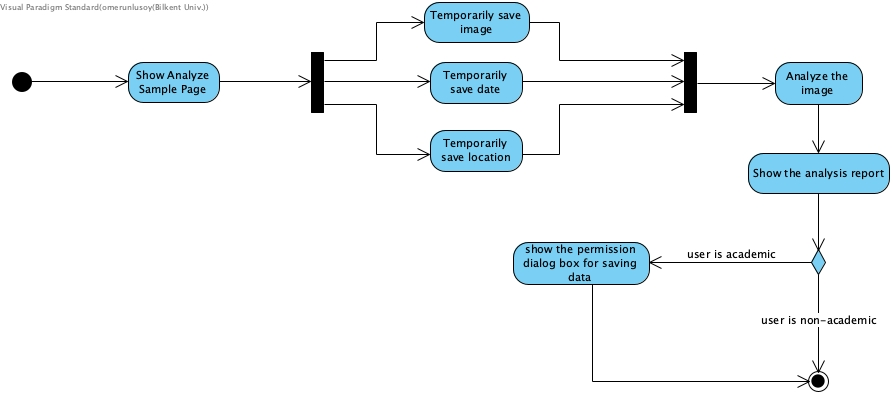 Visual Paradigm Standard(omerunlusoy(Bilkent Univ.))
Temporarily save
image
Show Analyze
Sample Page
Temporarily
save date
Analyze the
image
Temporarily
save location
Show the analysis report
show the permission
dialog box for saving
data
user is academic
user is non-academic